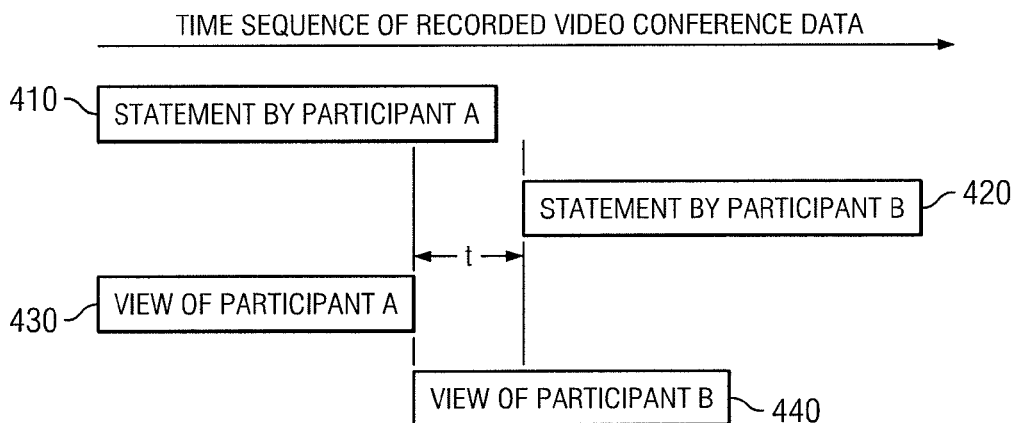 TIME SEQUENCE OF RECORDED VIDEO CONFERENCE DATA
410
STATEMENT BY PARTICIPANT A
STATEMENT BY PARTICIPANT B
420
t
VIEW OF PARTICIPANT A
430
VIEW OF PARTICIPANT B
440